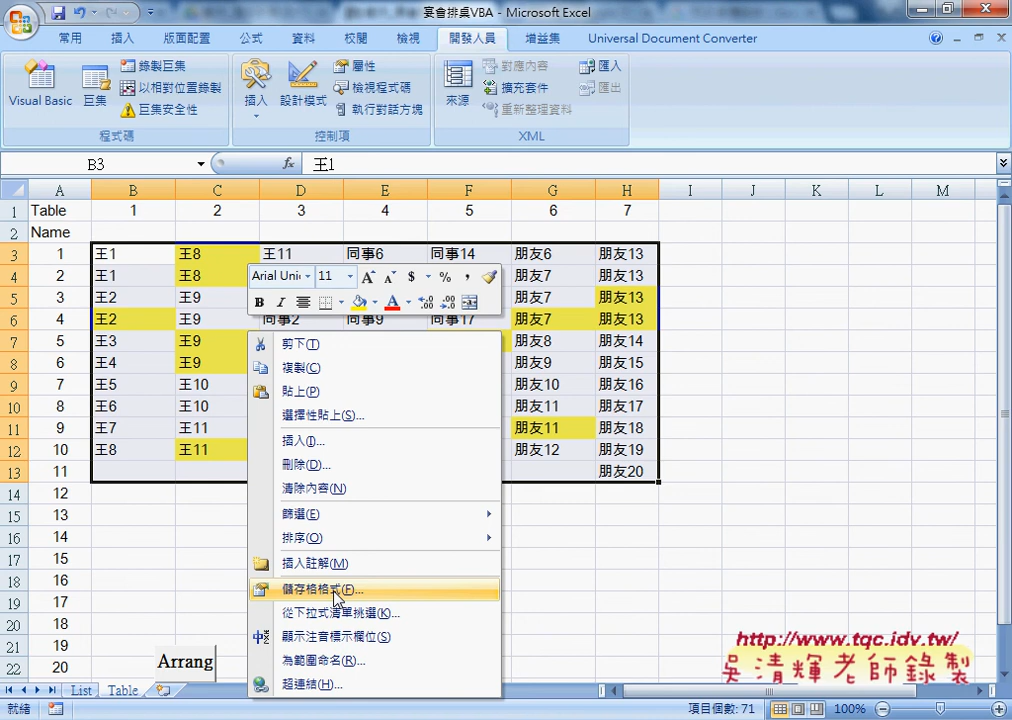 宴會排桌VBA - Microsoft Excel
常用 插入 版面配置 公式 資料 校閱 檢視 開發人員 增益集 Universal Document Converter
Visual Basic 巨集 錄製巨集 以相對位置錄製 巨集安全性 程式碼
插入 設計模式 屬性 檢視程式碼 執行對話方塊 控制項
來源 對應內容 擴充套件 重新整理資料 匯入 匯出 XML
B3 fx 王1
A B C D E F G H I J K L M
1 Table 1 2 3 4 5 6 7
2 Name
3 1 王1 王8 王11 同事6 同事14 朋友6 朋友13
4 2 王1 王8 朋友7 朋友13
5 3 王2 王9 朋友7 朋友13
6 4 王2 王9 同事2 同事9 同事17 朋友7 朋友13
7 5 王3 王9 朋友8 朋友14
8 6 王4 王9 朋友9 朋友15
9 7 王5 王10 朋友10 朋友16
10 8 王6 王10 朋友11 朋友17
11 9 王7 王11 朋友11 朋友18
12 10 王8 王11 朋友12 朋友19
13 11 朋友20
14 12
15 13
16 14
17 15
18 16
19 17
20 18
21 19
22 20
Arial Uni 11 A A $ % ,
B I A
剪下(T)
複製(C)
貼上(P)
選擇性貼上(S)...
插入(I)...
刪除(D)...
清除內容(N)
篩選(E)
排序(O)
插入註解(M)
儲存格格式(F)...
從下拉式清單挑選(K)...
顯示注音標示欄位(S)
為範圍命名(R)...
超連結(H)...
Arrang
http://www.tqc.idv.tw/
吳清輝老師錄製
List Table
就緒 項目個數: 71 100%